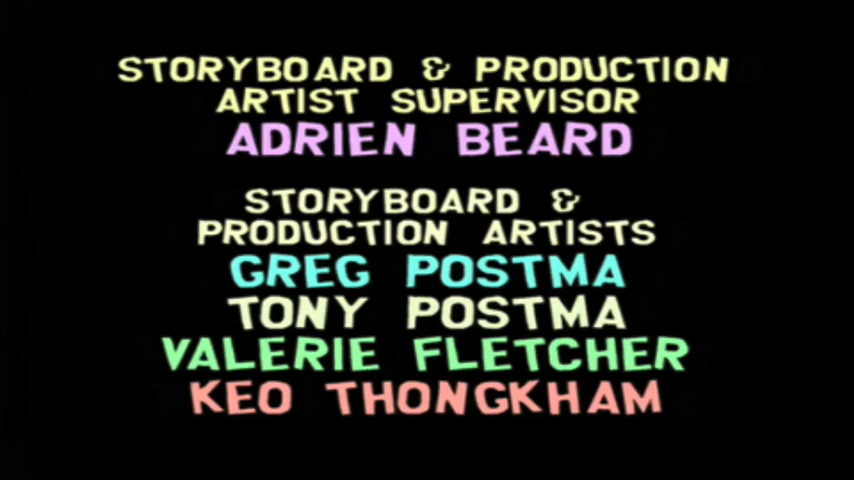 STORYBOARD & PRODUCTION
ARTIST SUPERVISOR
ADRIEN BEARD
STORYBOARD &
PRODUCTION ARTISTS
GREG POSTMA
TONY POSTMA
VALERIE FLETCHER
KEO THONGKHAM